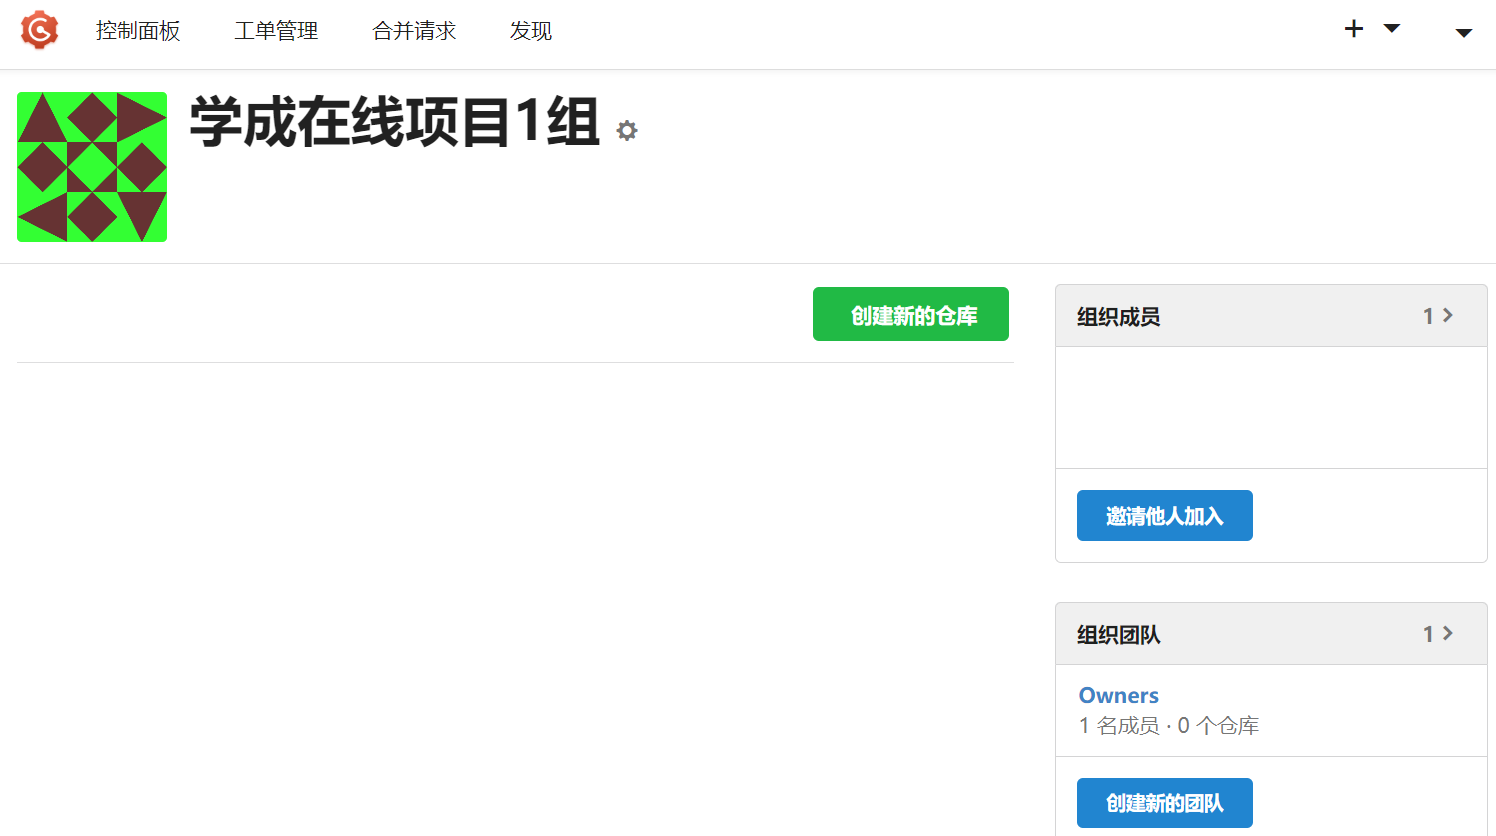 控制面板 工单管理 合并请求 发现
学成在线项目1组
创建新的仓库
组织成员 1
邀请他人加入
组织团队 1
Owners
1 名成员 · 0 个仓库
创建新的团队